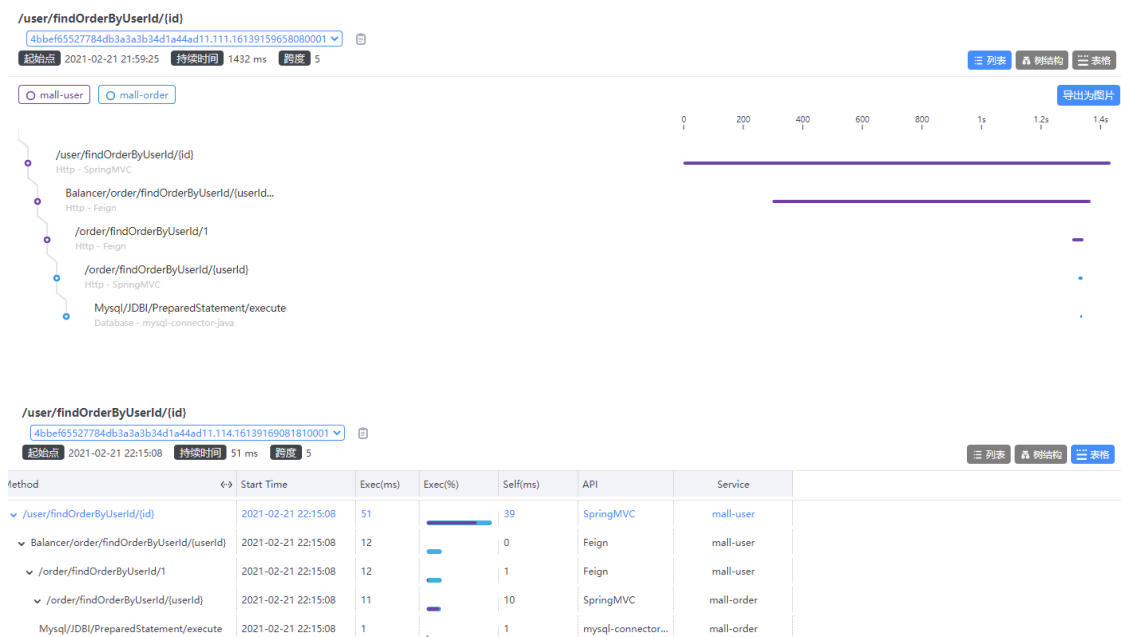 /user/findOrderByUserId/{id}
4bbef65527784db3a3a3b34d1a44ad11.111.16139159658080001
起始点 2021-02-21 21:59:25 持续时间 1432 ms 跨度 5
列表 树结构 表格
mall-user mall-order 导出为图片
0 200 400 600 800 1s 1.2s 1.4s
/user/findOrderByUserId/{id}
Http - SpringMVC
Balancer/order/findOrderByUserId/{userId...
Http - Feign
/order/findOrderByUserId/1
Http - Feign
/order/findOrderByUserId/{userId}
Http - SpringMVC
Mysql/JDBI/PreparedStatement/execute
Database - mysql-connector-java
/user/findOrderByUserId/{id}
4bbef65527784db3a3a3b34d1a44ad11.114.16139169081810001
起始点 2021-02-21 22:15:08 持续时间 51 ms 跨度 5
列表 树结构 表格
Method Start Time Exec(ms) Exec(%) Self(ms) API Service
/user/findOrderByUserId/{id} 2021-02-21 22:15:08 51 39 SpringMVC mall-user
Balancer/order/findOrderByUserId/{userId} 2021-02-21 22:15:08 12 0 Feign mall-user
/order/findOrderByUserId/1 2021-02-21 22:15:08 12 1 Feign mall-user
/order/findOrderByUserId/{userId} 2021-02-21 22:15:08 11 10 SpringMVC mall-order
Mysql/JDBI/PreparedStatement/execute 2021-02-21 22:15:08 1 1 mysql-connector... mall-order